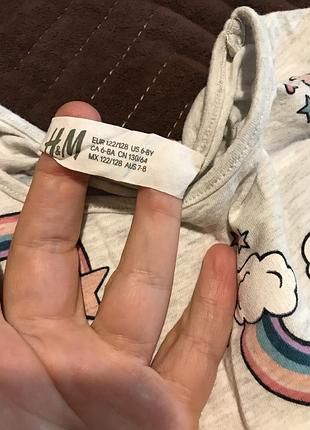 H&M
EUR 122/128 US 6-8Y
CA 6-8A CN 130/64
MX 122/128 AUS 7-8